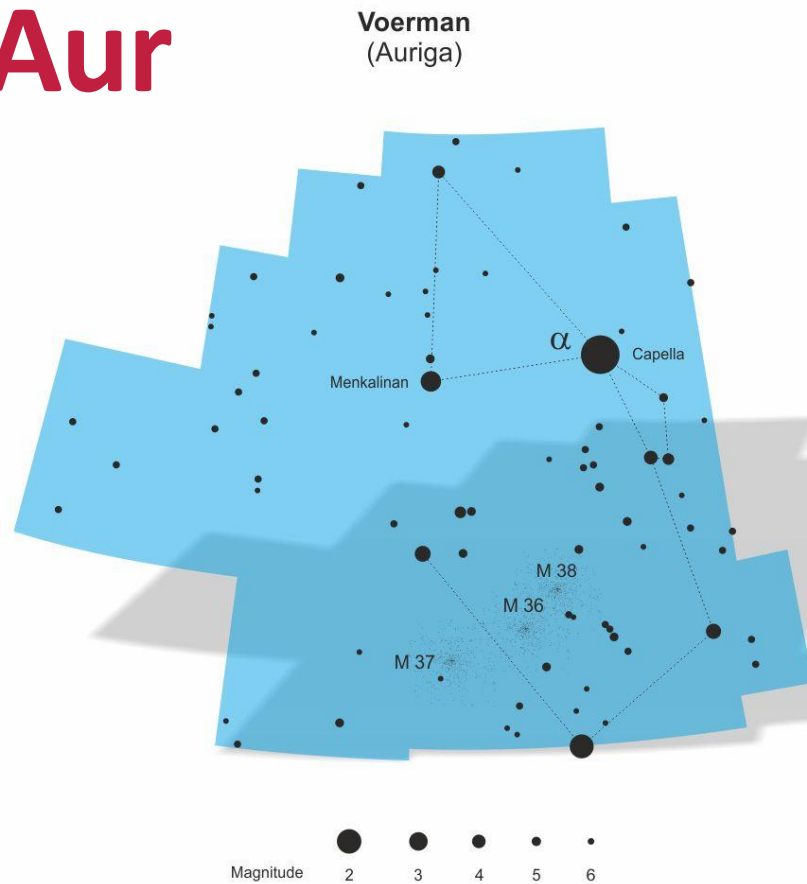 Aur
Voerman
(Auriga)
α
Capella
Menkalinan
M 38
M 36
M 37
Magnitude 2 3 4 5 6